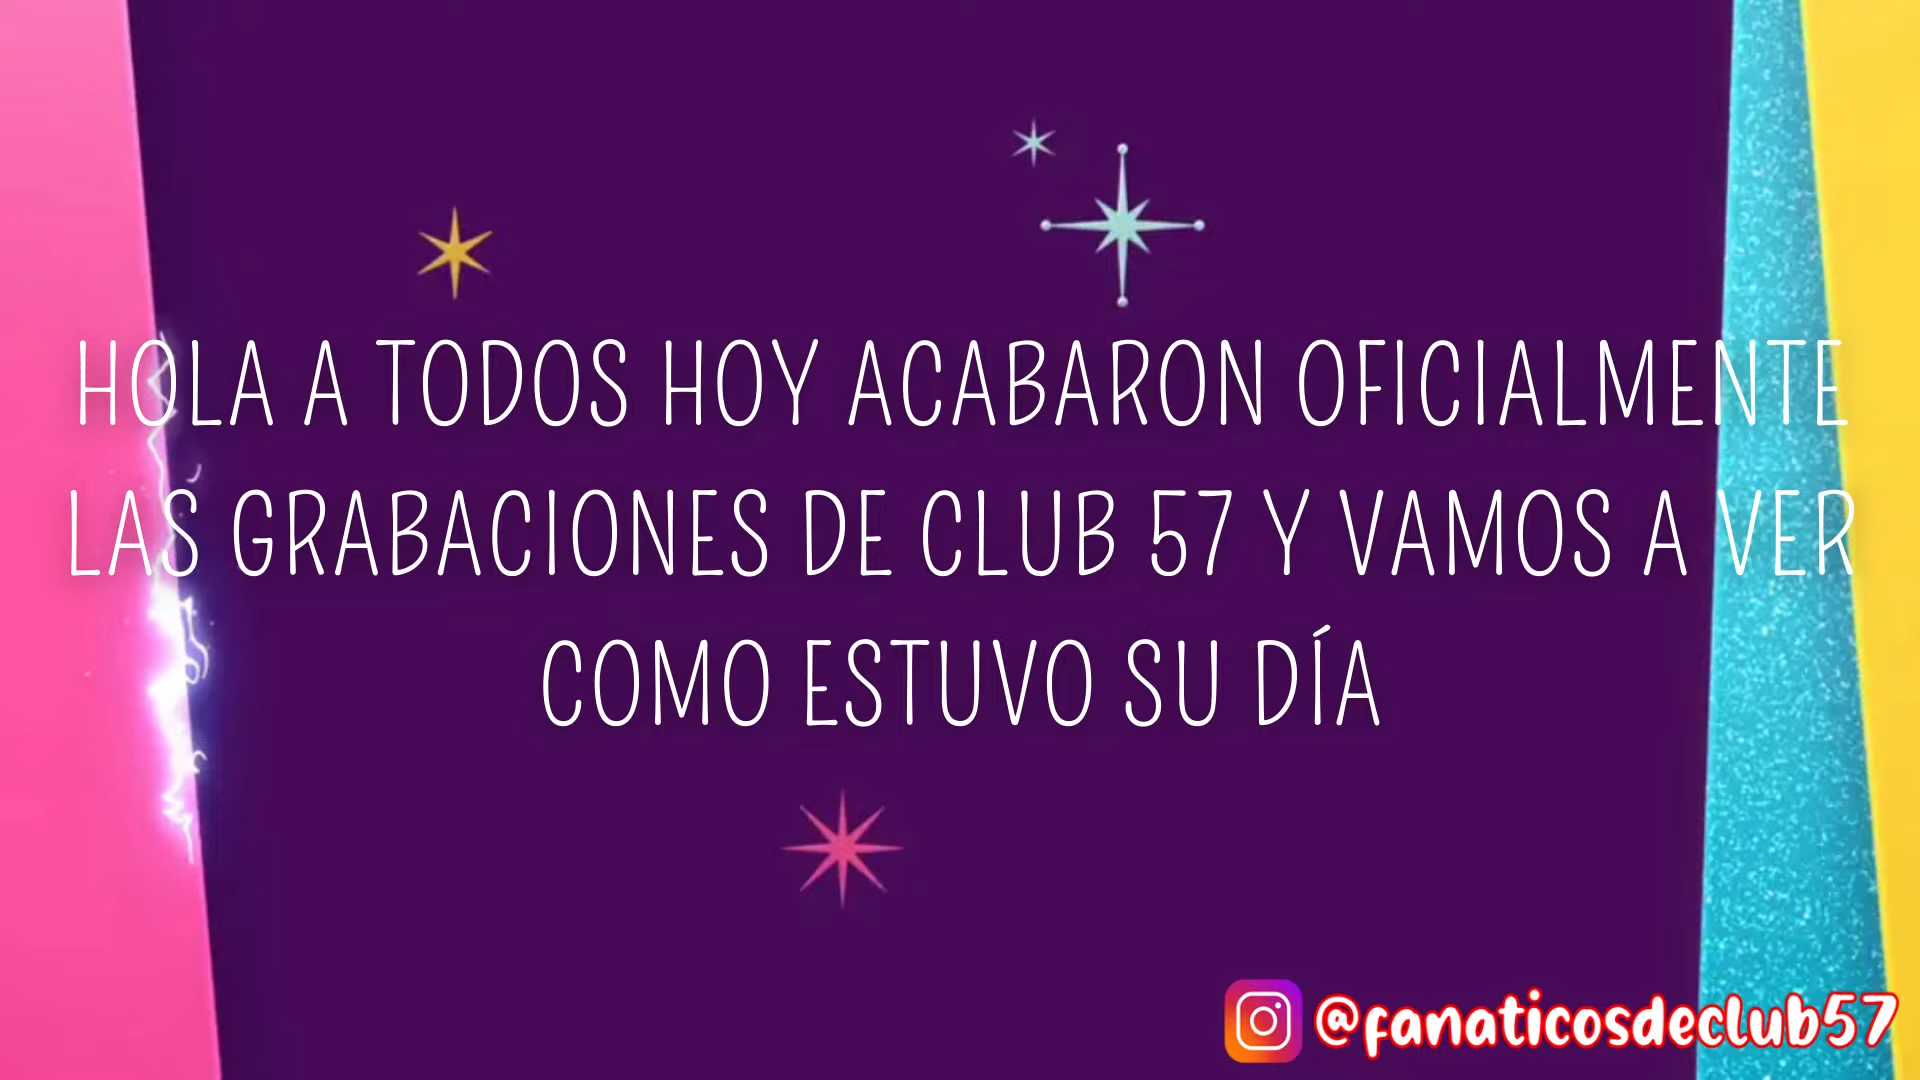 HOLA A TODOS HOY ACABARON OFICIALMENTE
LAS GRABACIONES DE CLUB 57 Y VAMOS A VER
COMO ESTUVO SU DÍA
@fanaticosdeclub57